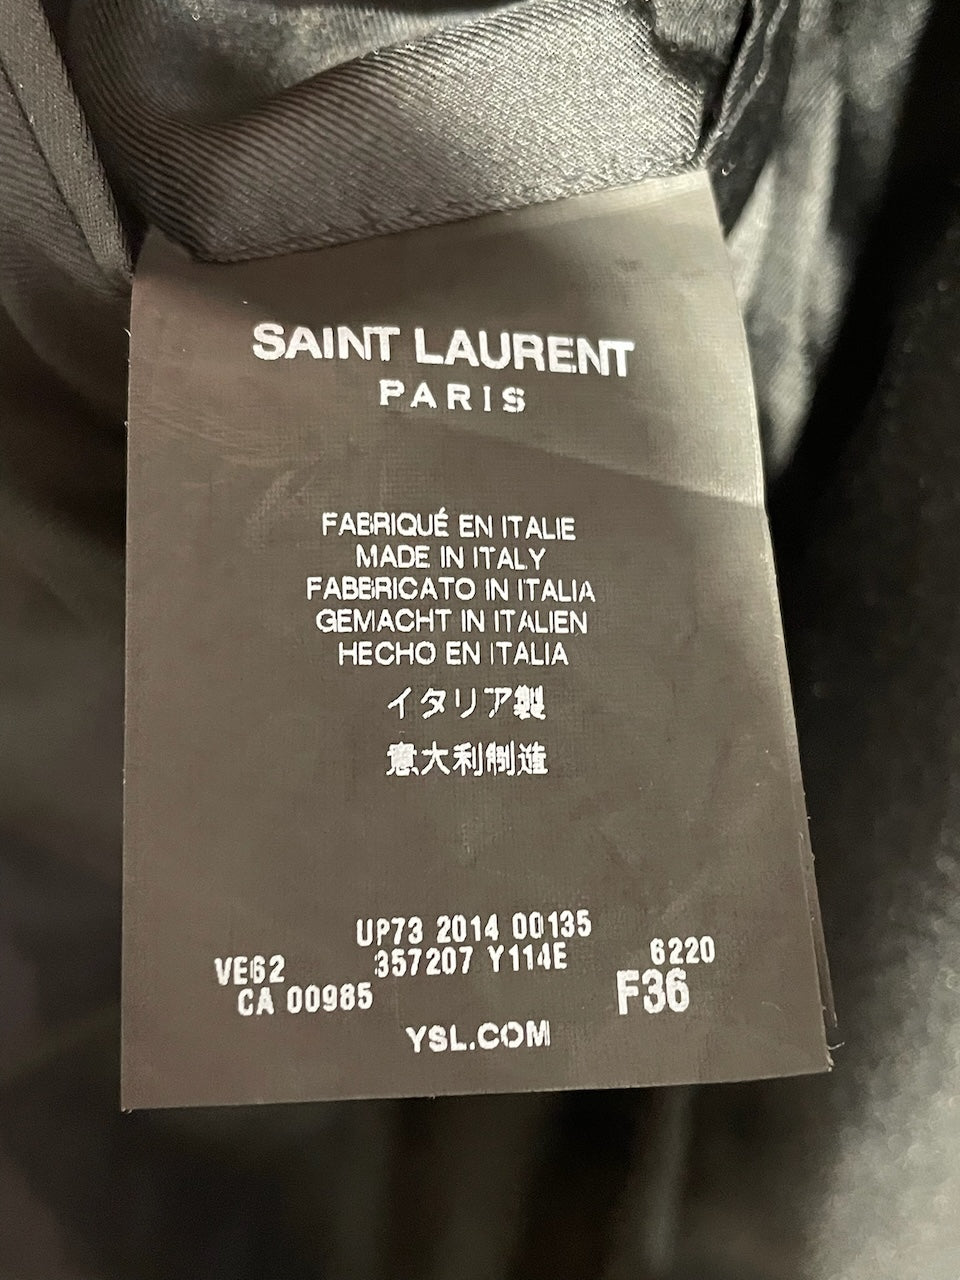 SAINT LAURENT
PARIS
FABRIQUÉ EN ITALIE
MADE IN ITALY
FABBRICATO IN ITALIA
GEMACHT IN ITALIEN
HECHO EN ITALIA
イタリア製
意大利制造
UP73 2014 00135
VE62 357207 Y114E 6220
CA 00985 F36
YSL.COM